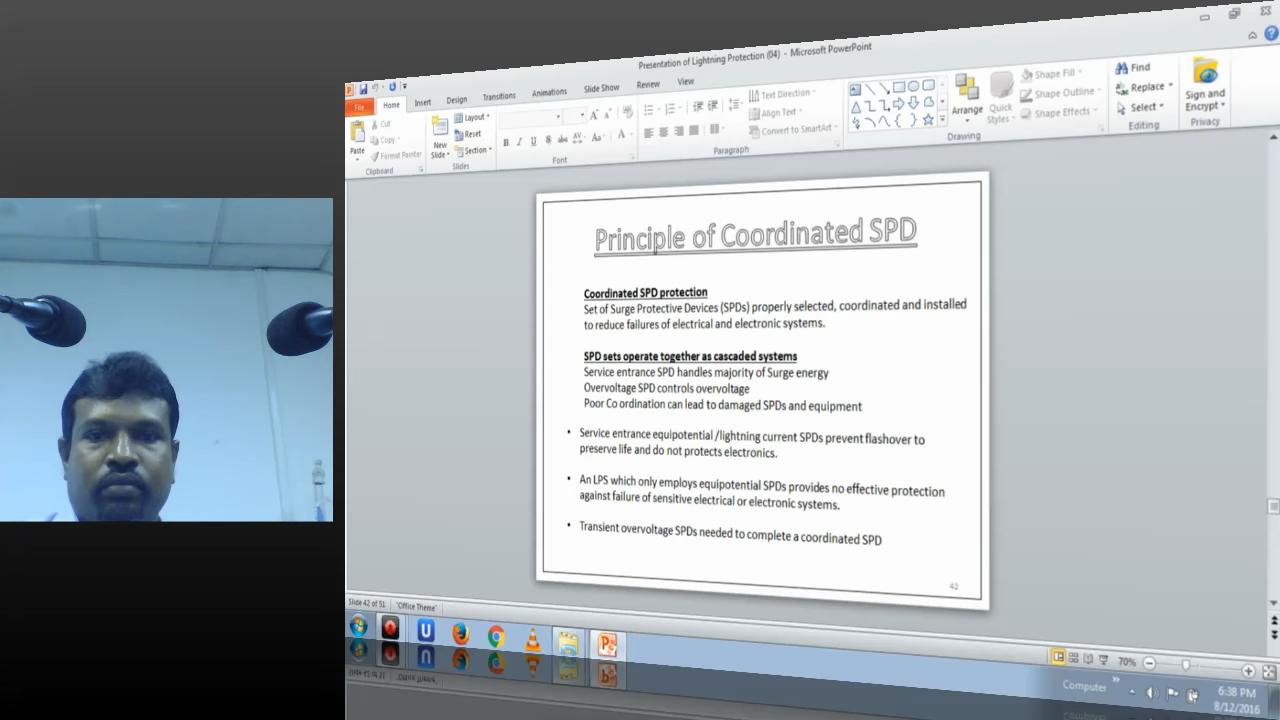 Presentation of Lightning Protection (04) - Microsoft PowerPoint
File Home Insert Design Transitions Animations Slide Show Review View
Cut
Copy
Format Painter
Paste
Clipboard
Layout
Reset
Section
New
Slide
Slides
Font
Text Direction
Align Text
Convert to SmartArt
Paragraph
Arrange
Quick
Styles
Shape Fill
Shape Outline
Shape Effects
Drawing
Find
Replace
Select
Editing
Sign and
Encrypt
Privacy
Principle of Coordinated SPD
Coordinated SPD protection
Set of Surge Protective Devices (SPDs) properly selected, coordinated and installed
to reduce failures of electrical and electronic systems.
SPD sets operate together as cascaded systems
Service entrance SPD handles majority of Surge energy
Overvoltage SPD controls overvoltage
Poor Co ordination can lead to damaged SPDs and equipment
• Service entrance equipotential /lightning current SPDs prevent flashover to
preserve life and do not protects electronics.
• An LPS which only employs equipotential SPDs provides no effective protection
against failure of sensitive electrical or electronic systems.
• Transient overvoltage SPDs needed to complete a coordinated SPD
42
Slide 42 of 51 "Office Theme"
70%
Computer
6:38 PM
8/12/2016